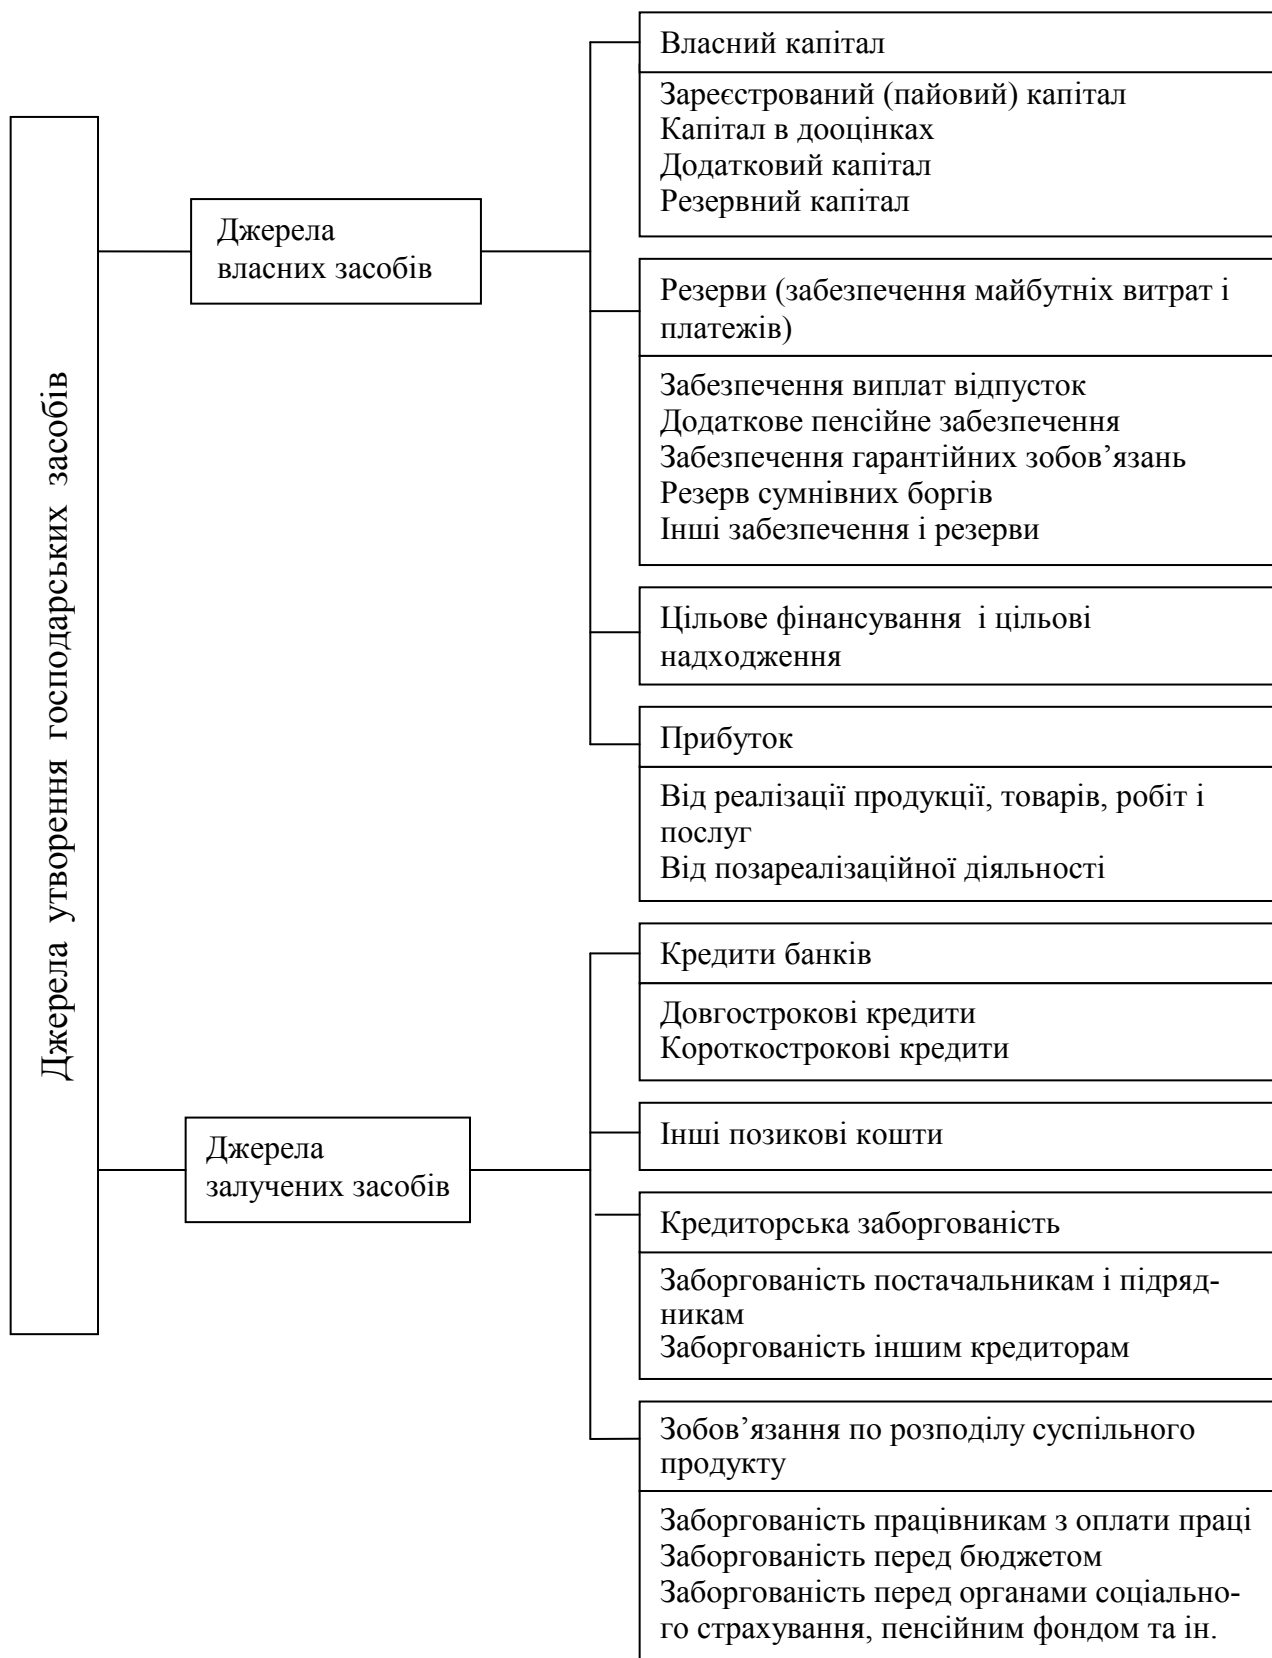 Джерела утворення господарських засобів
Джерела
власних засобів
Власний капітал
Зареєстрований (пайовий) капітал
Капітал в дооцінках
Додатковий капітал
Резервний капітал
Резерви (забезпечення майбутніх витрат і
платежів)
Забезпечення виплат відпусток
Додаткове пенсійне забезпечення
Забезпечення гарантійних зобов’язань
Резерв сумнівних боргів
Інші забезпечення і резерви
Цільове фінансування і цільові
надходження
Прибуток
Від реалізації продукції, товарів, робіт і
послуг
Від позареалізаційної діяльності
Джерела
залучених засобів
Кредити банків
Довгострокові кредити
Короткострокові кредити
Інші позикові кошти
Кредиторська заборгованість
Заборгованість постачальникам і підряд-
никам
Заборгованість іншим кредиторам
Зобов’язання по розподілу суспільного
продукту
Заборгованість працівникам з оплати праці
Заборгованість перед бюджетом
Заборгованість перед органами соціально-
го страхування, пенсійним фондом та ін.